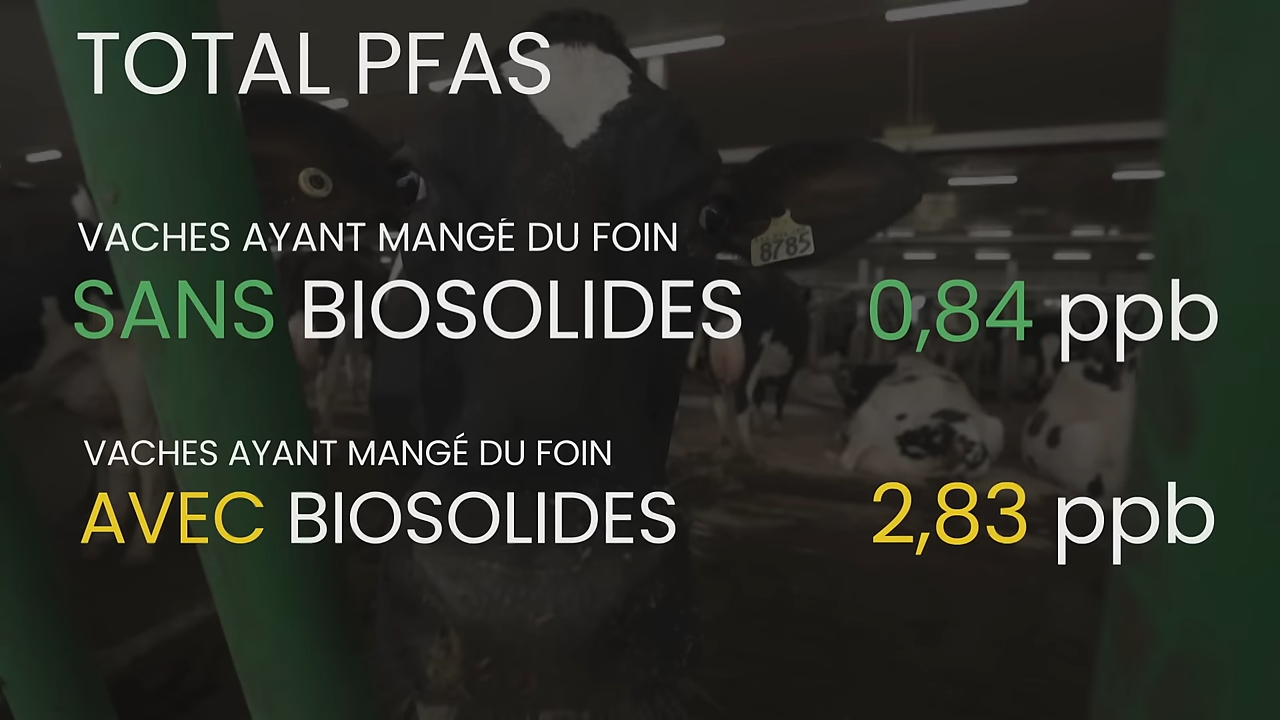 TOTAL PFAS
VACHES AYANT MANGÉ DU FOIN
SANS BIOSOLIDES 0,84 ppb
VACHES AYANT MANGÉ DU FOIN
AVEC BIOSOLIDES 2,83 ppb
8785